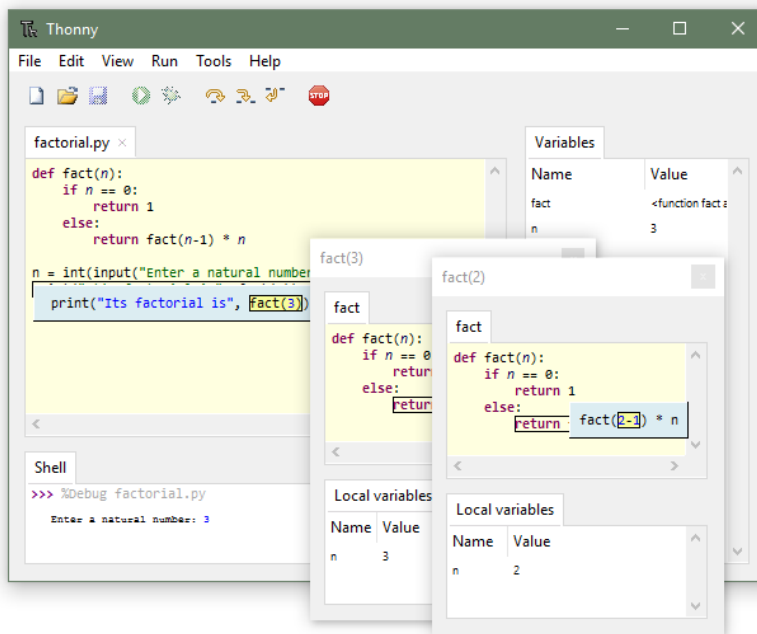 Thonny
File Edit View Run Tools Help
STOP
factorial.py
def fact(n):
if n == 0:
return 1
else:
return fact(n-1) * n
n = int(input("Enter a natural number
print("Its factorial is", fact(3))
Shell
>>> %Debug factorial.py
Enter a natural number: 3
Variables
Name Value
fact <function fact a
n 3
fact(3)
fact
def fact(n):
if n == 0
retur
else:
retur
Local variables
Name Value
n 3
fact(2)
fact
def fact(n):
if n == 0:
return 1
else:
return fact(2-1) * n
Local variables
Name Value
n 2